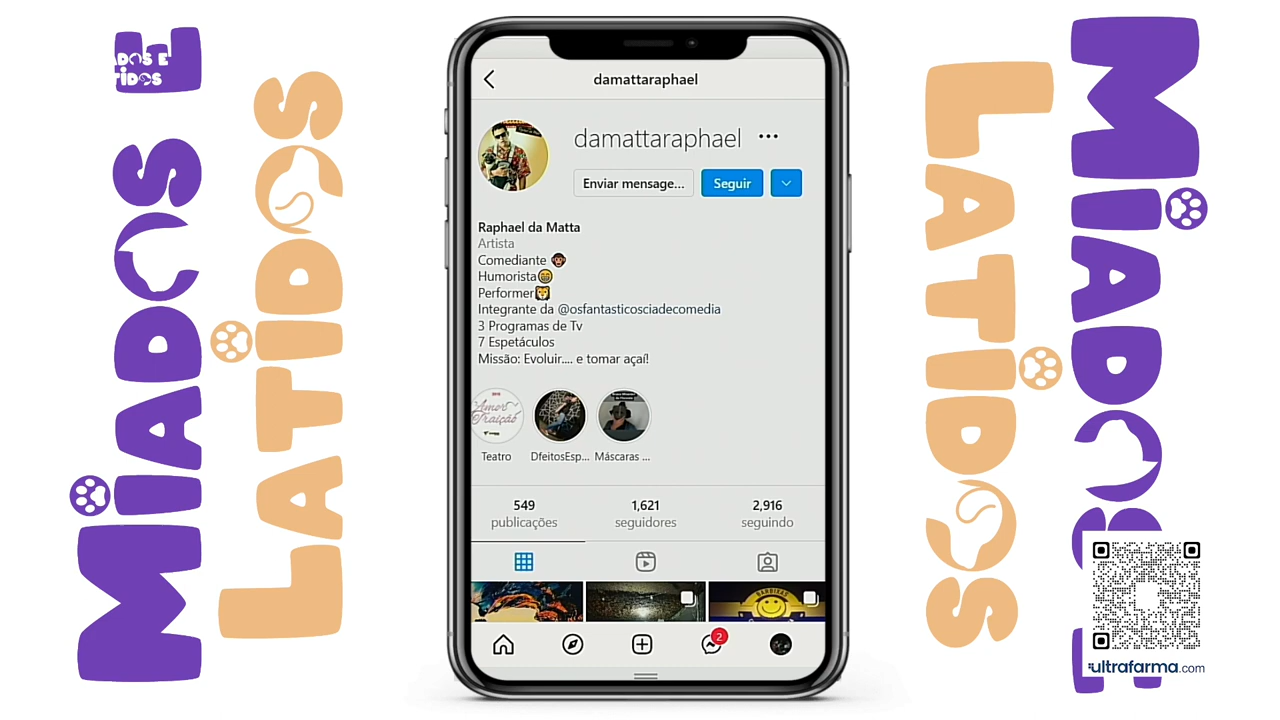 MIADOS E
LATIDOS
damattaraphael
damattaraphael
Enviar mensage...
Seguir
Raphael da Matta
Artista
Comediante
Humorista
Performer
Integrante da @osfantasticosciadecomedia
3 Programas de Tv
7 Espetáculos
Missão: Evoluir.... e tomar açaí!
Amor
Traição
Teatro
DfeitosEsp...
Máscaras ...
549
publicações
1,621
seguidores
2,916
seguindo
2
MIADOS E
LATIDOS
ultrafarma.com